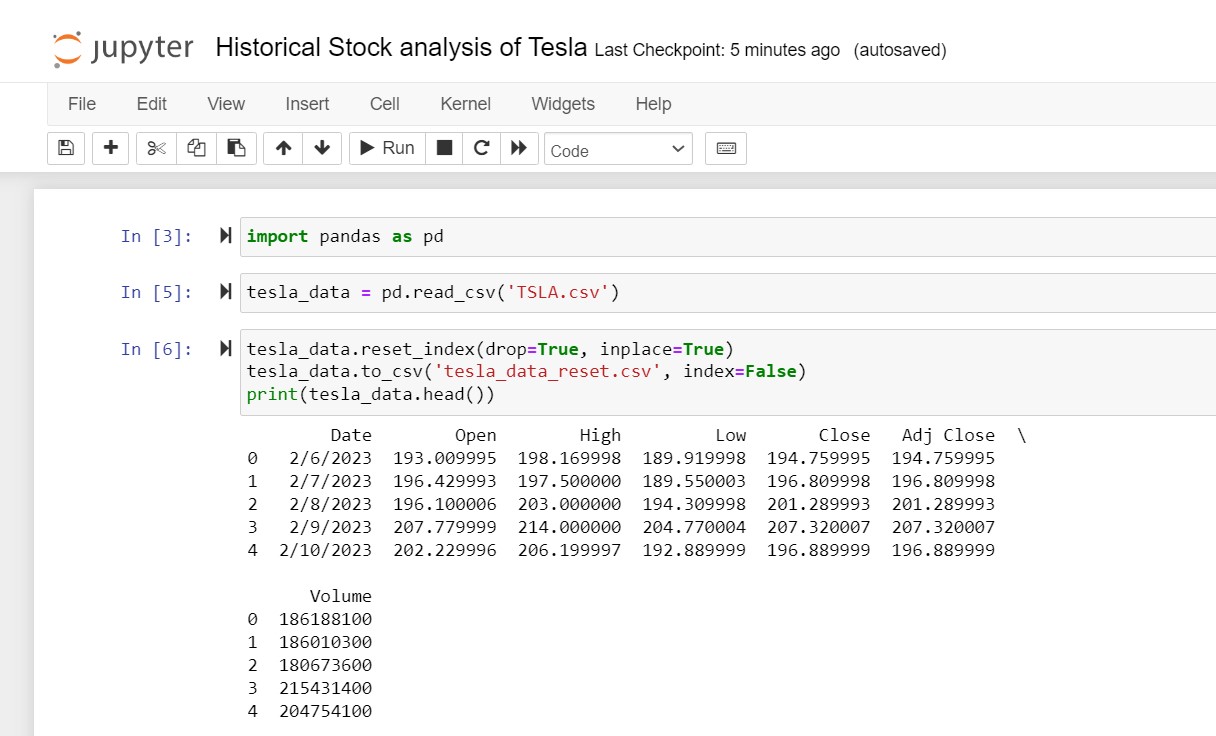 jupyter Historical Stock analysis of Tesla Last Checkpoint: 5 minutes ago (autosaved)
File Edit View Insert Cell Kernel Widgets Help
Run Code
In [3]: import pandas as pd
In [5]: tesla_data = pd.read_csv('TSLA.csv')
In [6]: tesla_data.reset_index(drop=True, inplace=True)
tesla_data.to_csv('tesla_data_reset.csv', index=False)
print(tesla_data.head())
Date Open High Low Close Adj Close \
0 2/6/2023 193.009995 198.169998 189.919998 194.759995 194.759995
1 2/7/2023 196.429993 197.500000 189.550003 196.809998 196.809998
2 2/8/2023 196.100006 203.000000 194.309998 201.289993 201.289993
3 2/9/2023 207.779999 214.000000 204.770004 207.320007 207.320007
4 2/10/2023 202.229996 206.199997 192.889999 196.889999 196.889999
Volume
0 186188100
1 186010300
2 180673600
3 215431400
4 204754100